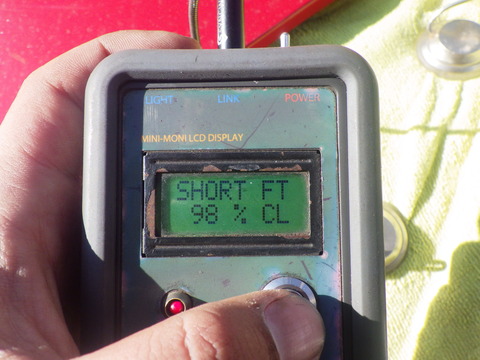 LIGHT LINK POWER
MINI-MONI LCD DISPLAY
SHORT FT
98 % CL